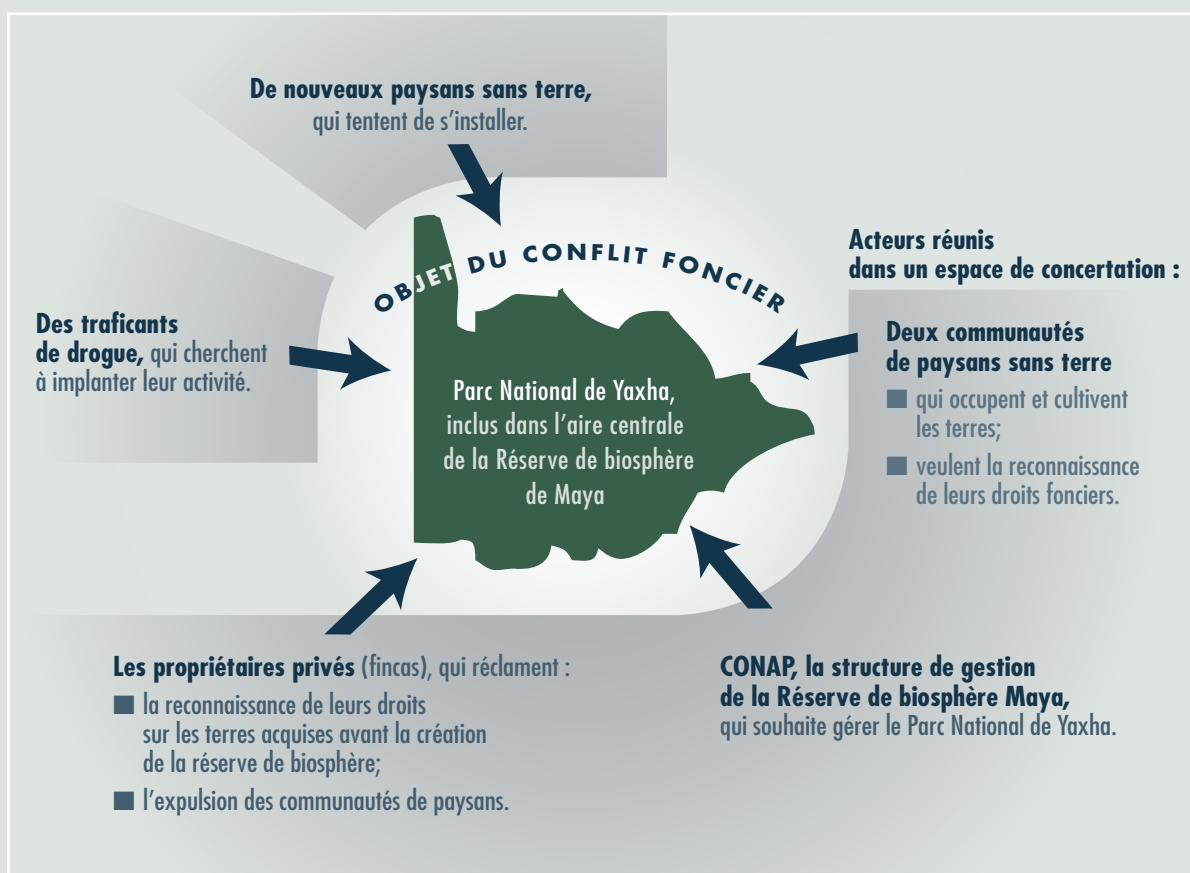 De nouveaux paysans sans terre,
qui tentent de s'installer.
OBJET DU CONFLIT FONCIER
Acteurs réunis
dans un espace de concertation :
Des traficants
de drogue, qui cherchent
à implanter leur activité.
Deux communautés
de paysans sans terre
■ qui occupent et cultivent
les terres;
■ veulent la reconnaissance
de leurs droits fonciers.
Parc National de Yaxha,
inclus dans l'aire centrale
de la Réserve de biosphère
de Maya
Les propriétaires privés (fincas), qui réclament :
■ la reconnaissance de leurs droits
sur les terres acquises avant la création
de la réserve de biosphère;
■ l'expulsion des communautés de paysans.
CONAP, la structure de gestion
de la Réserve de biosphère Maya,
qui souhaite gérer le Parc National de Yaxha.